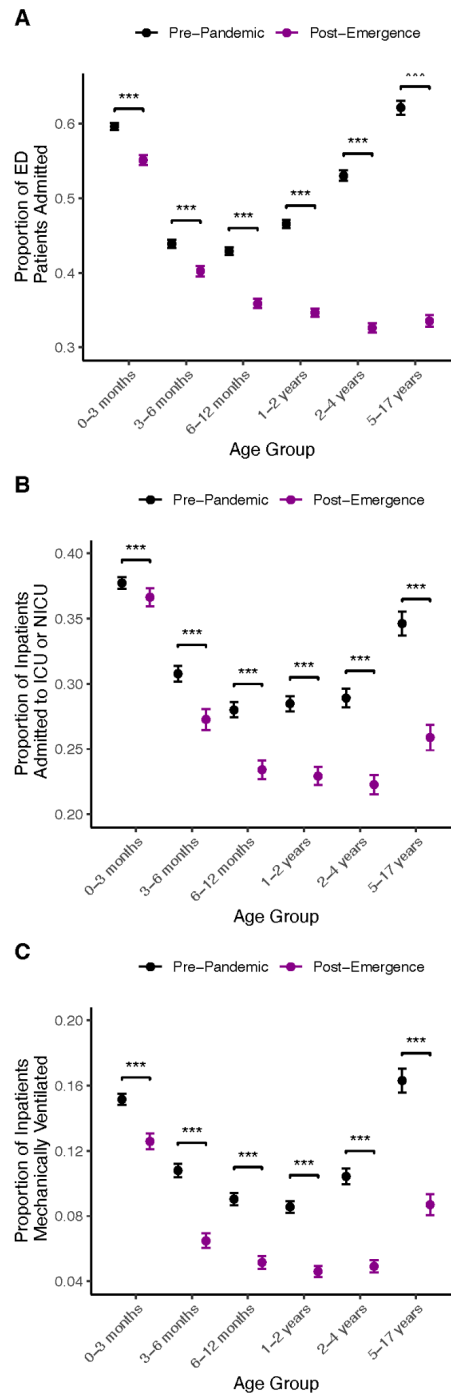 A
Pre−Pandemic Post−Emergence
Proportion of ED
Patients Admitted
0.6
0.5
0.4
0.3
***
***
***
***
***
***
0−3 months
3−6 months
6−12 months
1−2 years
2−4 years
5−17 years
Age Group
B
Pre−Pandemic Post−Emergence
Proportion of Inpatients
Admitted to ICU or NICU
0.40
0.35
0.30
0.25
0.20
***
***
***
***
***
***
0−3 months
3−6 months
6−12 months
1−2 years
2−4 years
5−17 years
Age Group
C
Pre−Pandemic Post−Emergence
Proportion of Inpatients
Mechanically Ventilated
0.20
0.16
0.12
0.08
0.04
***
***
***
***
***
***
0−3 months
3−6 months
6−12 months
1−2 years
2−4 years
5−17 years
Age Group